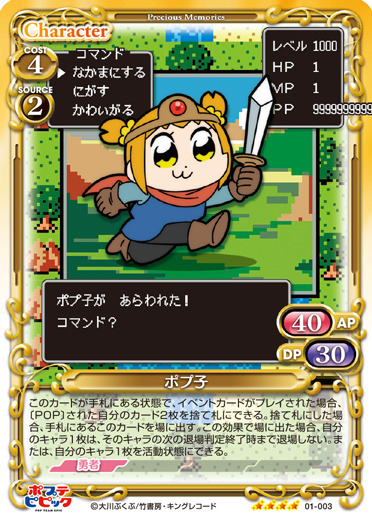 Precious Memories
Character
COST
4
SOURCE
2
コマンド
なかまにする
にがす
かわいがる
レベル 1000
HP 1
MP 1
PP 9999999999
ポプ子が あらわれた!
コマンド?
40 AP
DP 30
ポプ子
このカードが手札にある状態で、イベントカードがプレイされた場合、
[POP]された自分のカード2枚を捨て札にできる。捨て札にした場
合、手札にあるこのカードを場に出す。この効果で場に出た場合、自分
のキャラ1枚は、そのキャラの次の退場判定終了時まで退場しない。ま
たは、自分のキャラ1枚を活動状態にできる。
勇者
ポプテピピック
POP TEAM EPIC
©大川ぶくぶ/竹書房・キングレコード
★★★★ 01-003